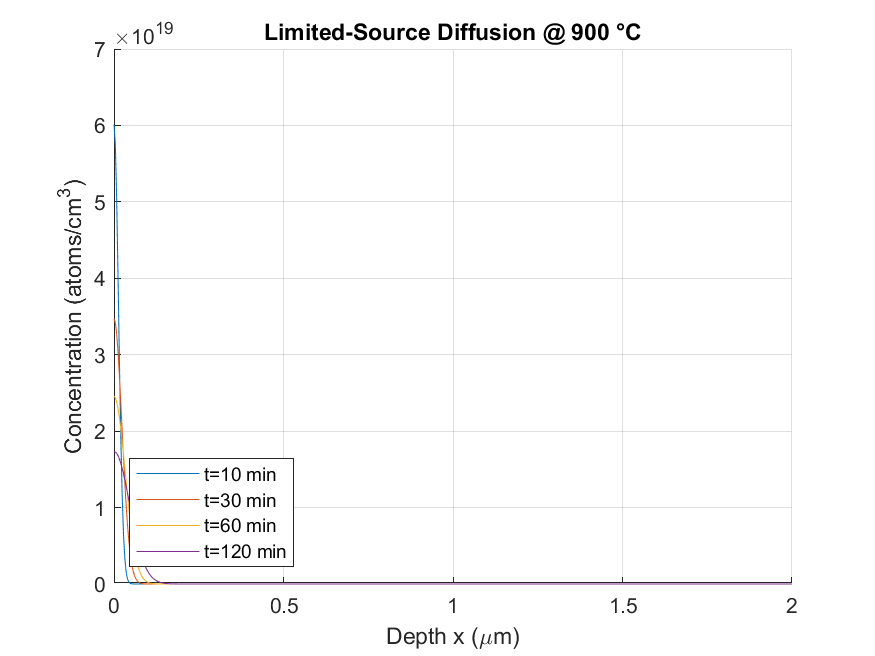 Limited-Source Diffusion @ 900 °C
×10^19
7
6
5
4
3
2
1
0
Concentration (atoms/cm^3)
t=10 min
t=30 min
t=60 min
t=120 min
0 0.5 1 1.5 2
Depth x (μm)